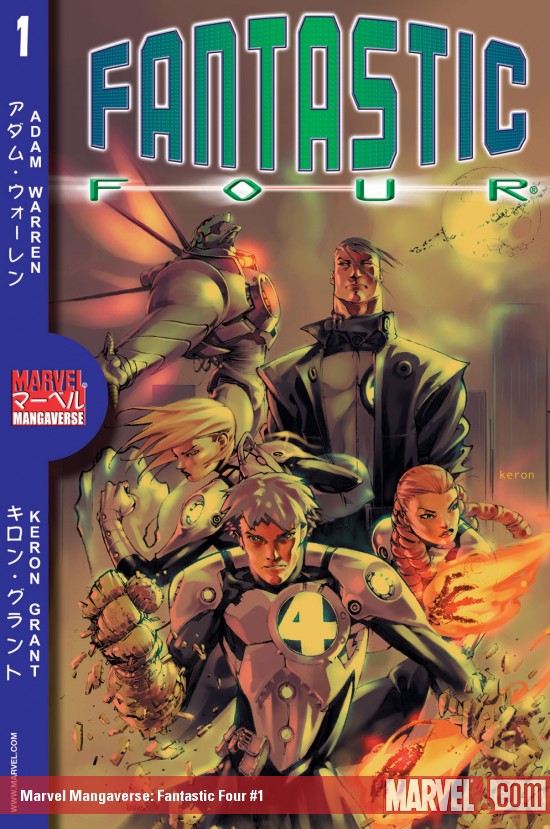 1
FANTASTIC
FOUR®
アダム・ウォーレン
ADAM WARREN
MARVEL®
マーベル
MANGAVERSE
keron
4
キロン・グラント
KERON GRANT
WWW.MARVEL.COM
Marvel Mangaverse: Fantastic Four #1
MARVEL.COM